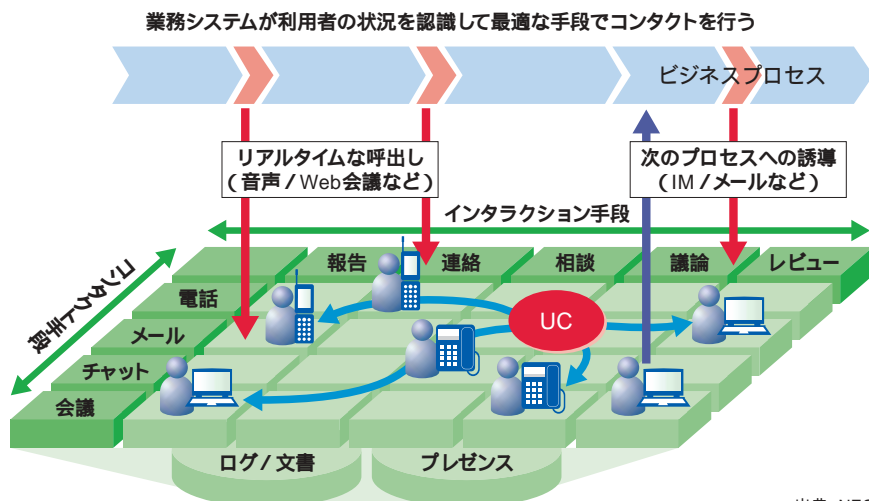 業務システムが利用者の状況を認識して最適な手段でコンタクトを行う
ビジネスプロセス
リアルタイムな呼出し
(音声/Web会議など)
次のプロセスへの誘導
(IM/メールなど)
インタラクション手段
コンタクト手段
報告
連絡
相談
議論
レビュー
電話
メール
チャット
会議
UC
ログ/文書
プレゼンス